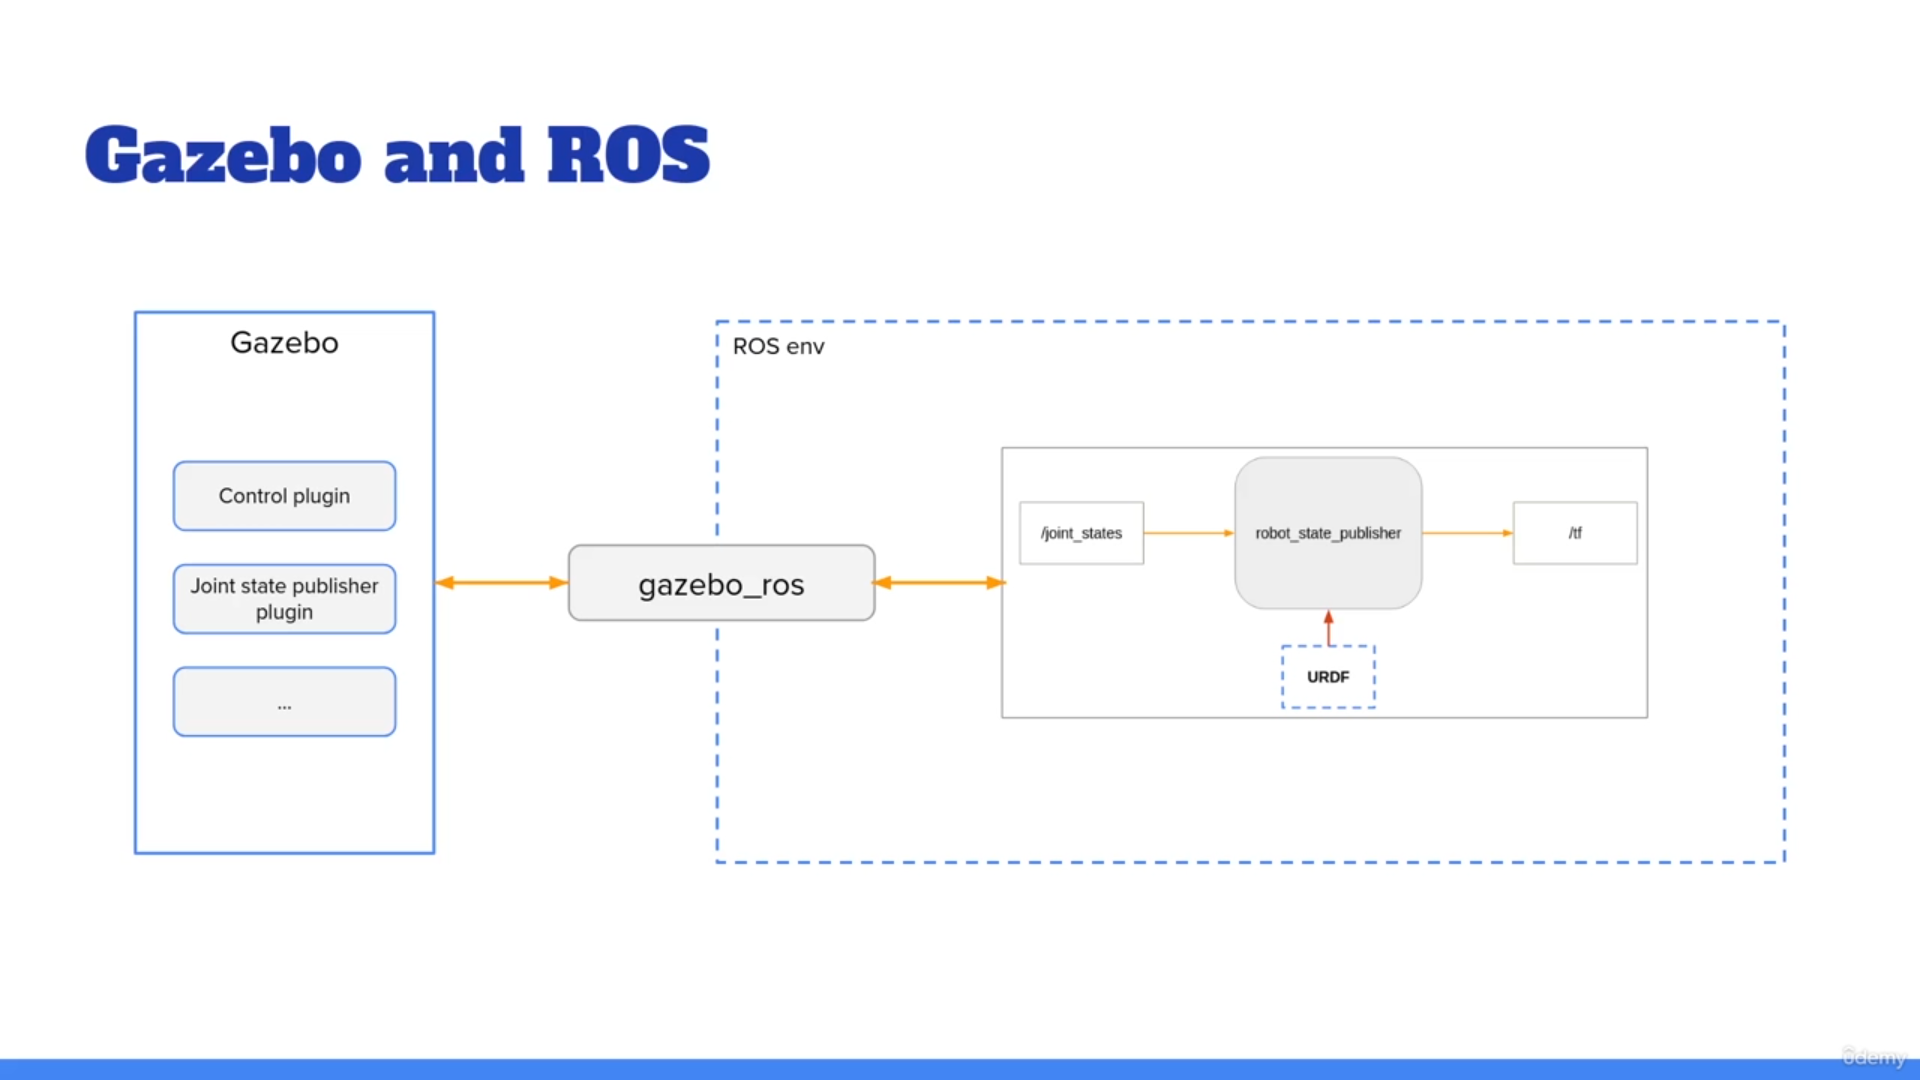 Gazebo and ROS
Gazebo
Control plugin
Joint state publisher
plugin
...
gazebo_ros
ROS env
/joint_states
robot_state_publisher
/tf
URDF
ûdemy